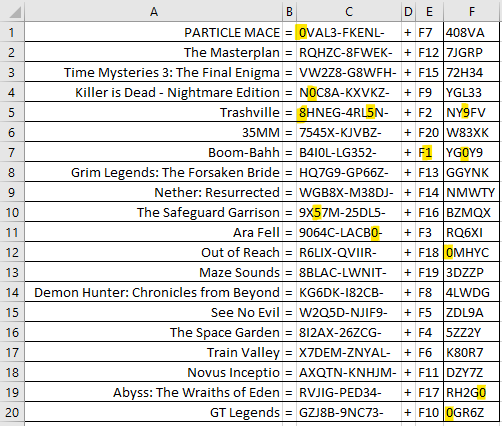 A B C D E F
1 PARTICLE MACE = 0VAL3-FKENL- + F7 408VA
2 The Masterplan = RQHZC-8FWEK- + F12 7JGRP
3 Time Mysteries 3: The Final Enigma = VW2Z8-G8WFH- + F15 72H34
4 Killer is Dead - Nightmare Edition = N0C8A-KXVKZ- + F9 YGL33
5 Trashville = 8HNEG-4RL5N- + F2 NY9FV
6 35MM = 7545X-KJVBZ- + F20 W83XK
7 Boom-Bahh = B4I0L-LG352- + F1 YG0Y9
8 Grim Legends: The Forsaken Bride = HQ7G9-GP66Z- + F13 GGYNK
9 Nether: Resurrected = WGB8X-M38DJ- + F14 NMWTY
10 The Safeguard Garrison = 9X57M-25DL5- + F16 BZMQX
11 Ara Fell = 9064C-LACB0- + F3 RQ6XI
12 Out of Reach = R6LIX-QVIIR- + F18 0MHYC
13 Maze Sounds = 8BLAC-LWNIT- + F19 3DZZP
14 Demon Hunter: Chronicles from Beyond = KG6DK-I82CB- + F8 4LWDG
15 See No Evil = W2Q5D-NJIF9- + F5 ZDL9A
16 The Space Garden = 8I2AX-26ZCG- + F4 5ZZ2Y
17 Train Valley = X7DEM-ZNYAL- + F6 K80R7
18 Novus Inceptio = AXQTN-KNHJM- + F11 DZY7Z
19 Abyss: The Wraiths of Eden = RVJIG-PED34- + F17 RH2G0
20 GT Legends = GZJ8B-9NC73- + F10 0GR6Z